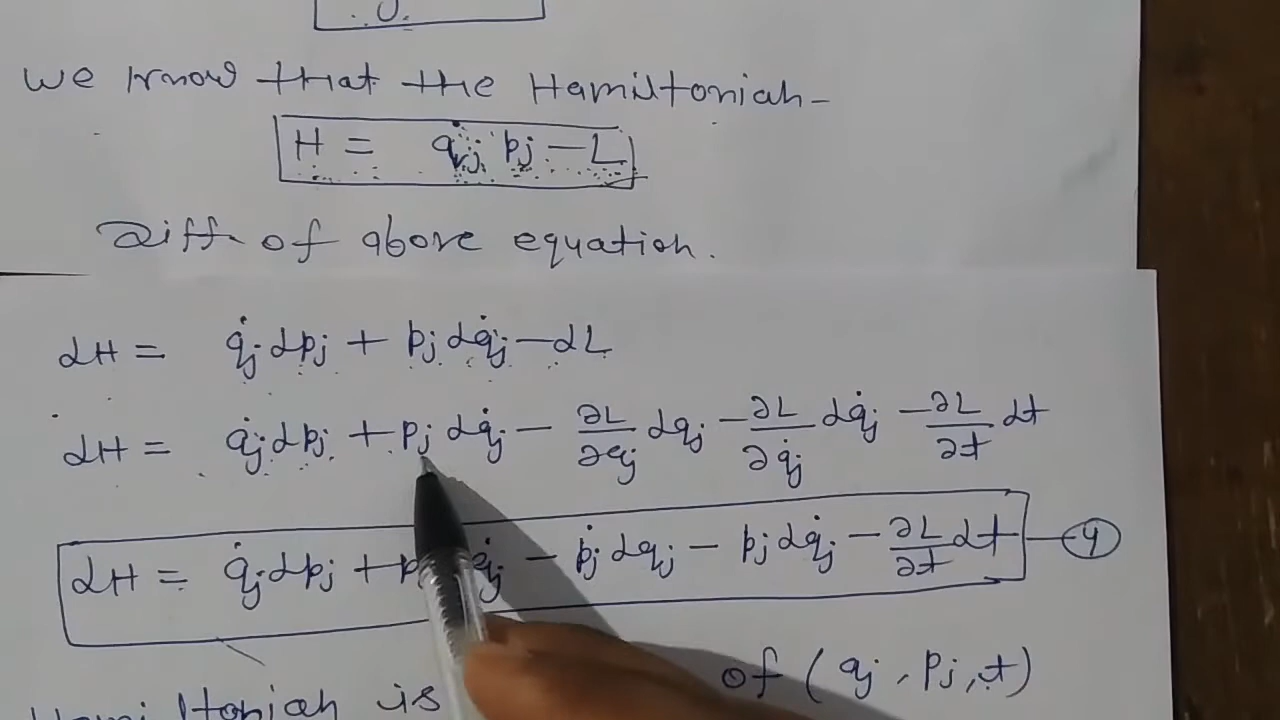 We know that the Hamiltonian-
H = q̇j pj - L
Diff. of above equation.
dH = q̇j dpj + pj dq̇j - dL
dH = q̇j dpj + pj dq̇j - ∂L/∂qj dqj - ∂L/∂q̇j dq̇j - ∂L/∂t dt
dH = q̇j dpj + q̇j - ṗj dqj - pj dq̇j - ∂L/∂t dt -
Hamiltonian is of (qj, pj, t)